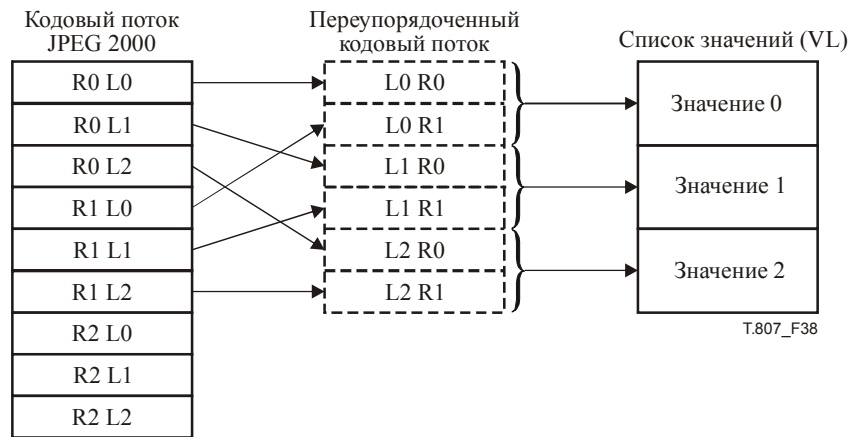 Кодовый поток
JPEG 2000
R0 L0
R0 L1
R0 L2
R1 L0
R1 L1
R1 L2
R2 L0
R2 L1
R2 L2
Переупорядоченный
кодовый поток
L0 R0
L0 R1
L1 R0
L1 R1
L2 R0
L2 R1
Список значений (VL)
Значение 0
Значение 1
Значение 2
T.807_F38